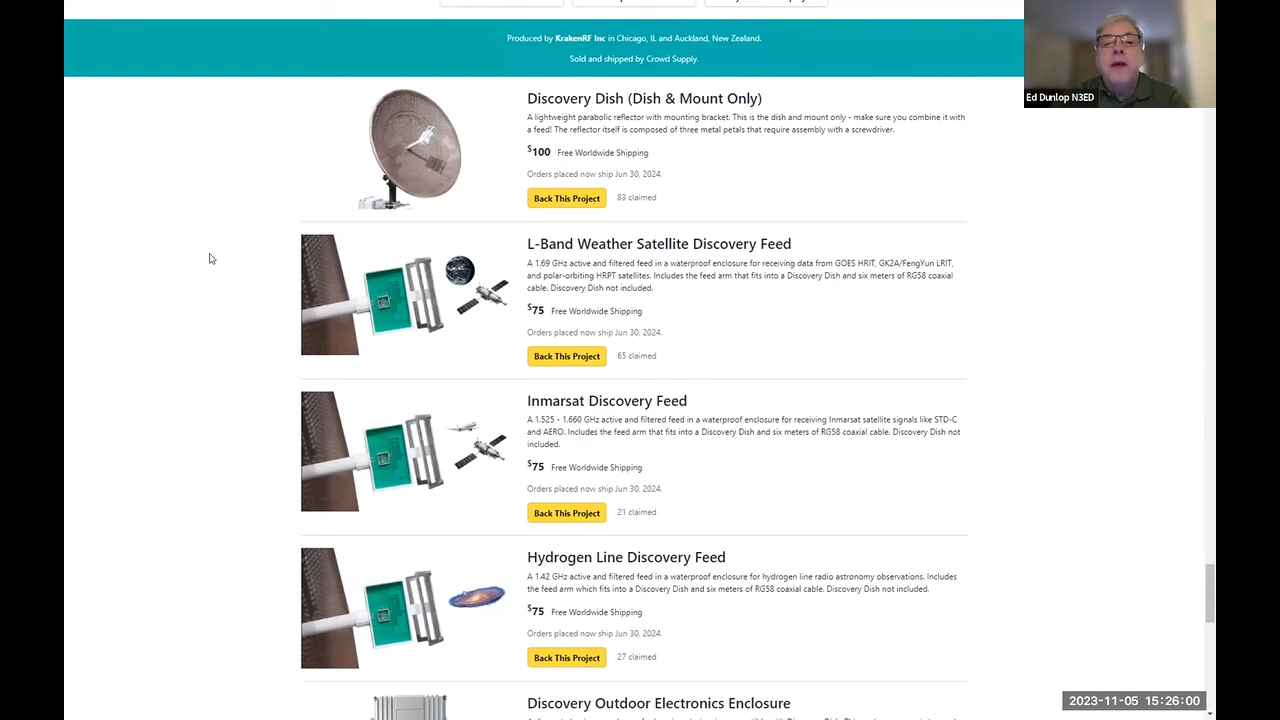 Produced by KrakenRF Inc in Chicago, IL and Auckland, New Zealand.
Sold and shipped by Crowd Supply.
Ed Dunlop N3ED
Discovery Dish (Dish & Mount Only)
A lightweight parabolic reflector with mounting bracket. This is the dish and mount only - make sure you combine it with
a feed! The reflector itself is composed of three metal petals that require assembly with a screwdriver.
$100 Free Worldwide Shipping
Orders placed now ship Jun 30, 2024.
Back This Project 83 claimed
L-Band Weather Satellite Discovery Feed
A 1.69 GHz active and filtered feed in a waterproof enclosure for receiving data from GOES HRIT, GK2A/FengYun LRIT,
and polar-orbiting HRPT satellites. Includes the feed arm that fits into a Discovery Dish and six meters of RG58 coaxial
cable. Discovery Dish not included.
$75 Free Worldwide Shipping
Orders placed now ship Jun 30, 2024.
Back This Project 65 claimed
Inmarsat Discovery Feed
A 1.525 - 1.660 GHz active and filtered feed in a waterproof enclosure for receiving Inmarsat satellite signals like STD-C
and AERO. Includes the feed arm that fits into a Discovery Dish and six meters of RG58 coaxial cable. Discovery Dish not
included.
$75 Free Worldwide Shipping
Orders placed now ship Jun 30, 2024.
Back This Project 21 claimed
Hydrogen Line Discovery Feed
A 1.42 GHz active and filtered feed in a waterproof enclosure for hydrogen line radio astronomy observations. Includes
the feed arm which fits into a Discovery Dish and six meters of RG58 coaxial cable. Discovery Dish not included.
$75 Free Worldwide Shipping
Orders placed now ship Jun 30, 2024.
Back This Project 27 claimed
Discovery Outdoor Electronics Enclosure
2023-11-05 15:26:00